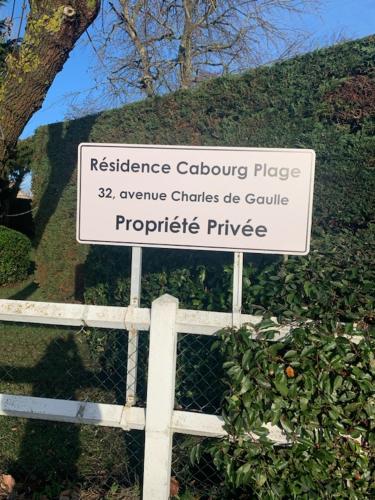 Résidence Cabourg Plage
32, avenue Charles de Gaulle
Propriété Privée